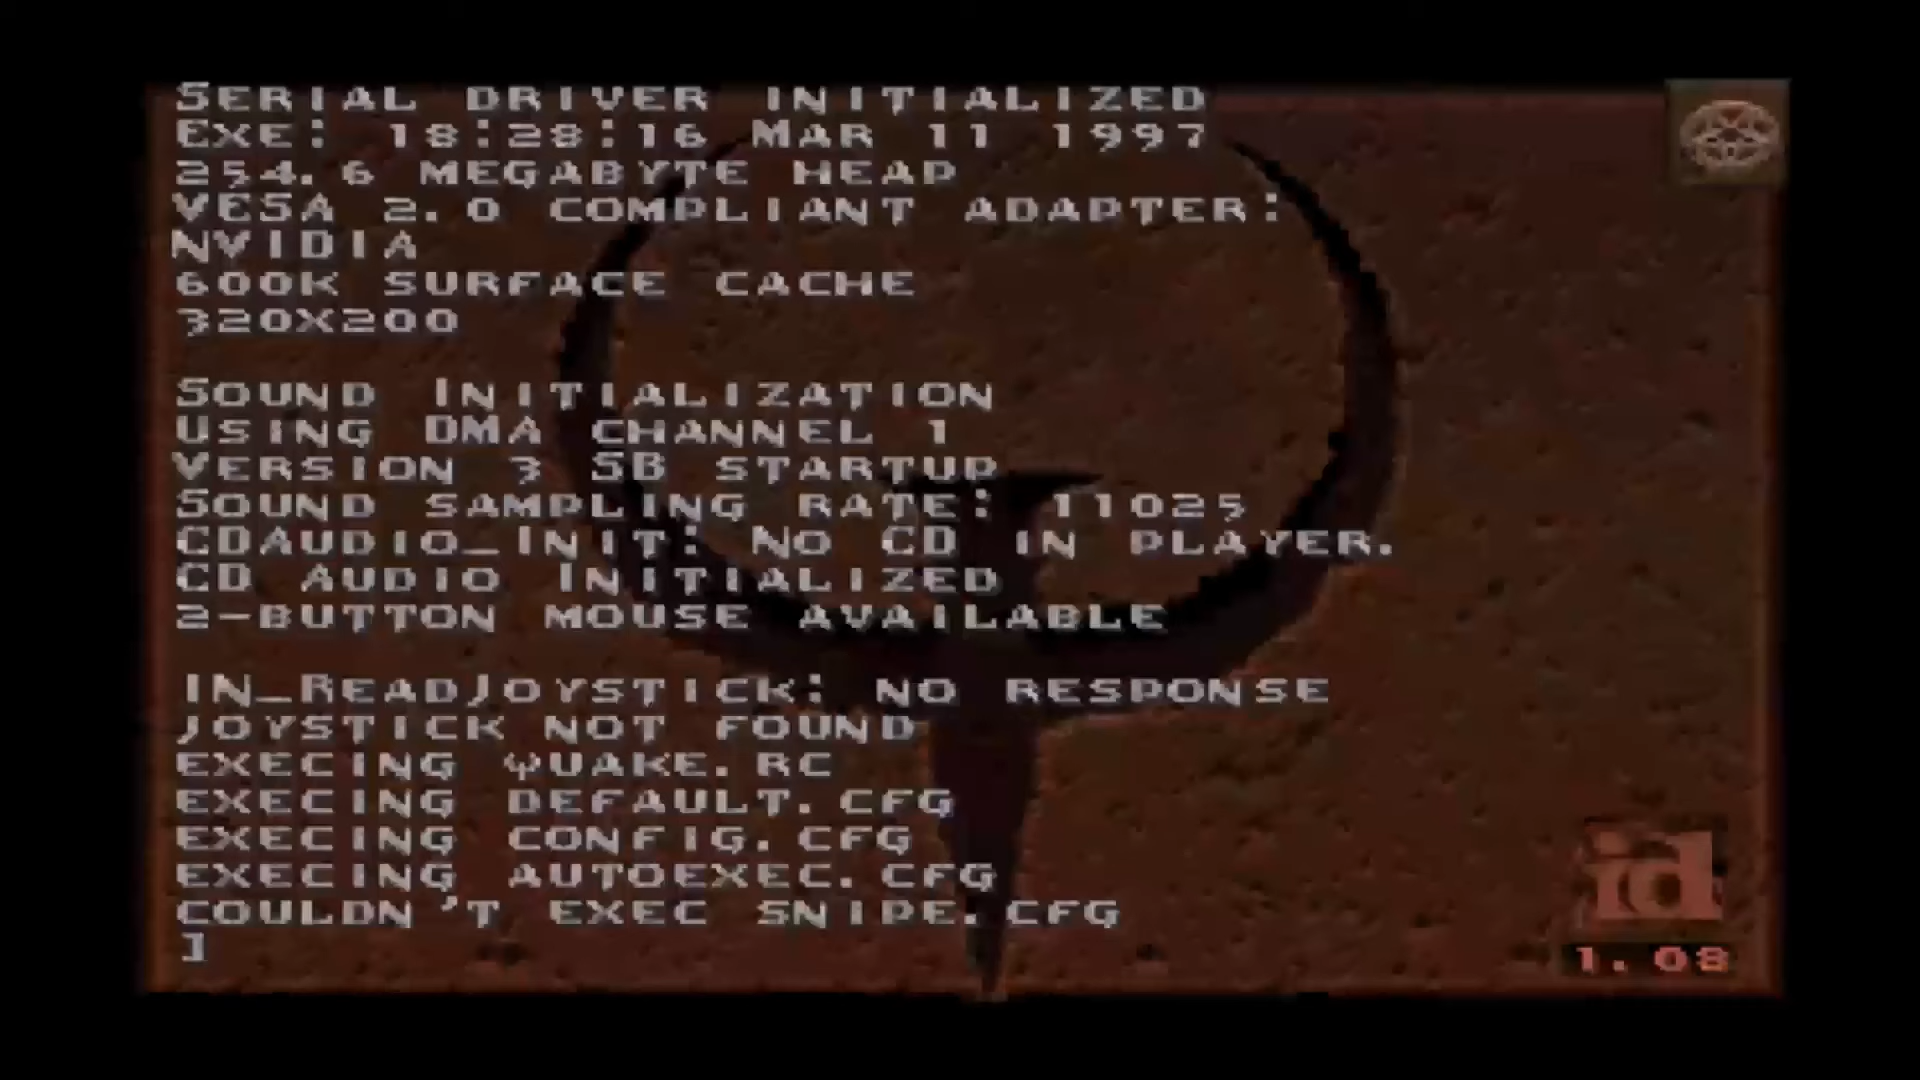 Serial driver initialized
Exe: 18:28:16 Mar 11 1997
254.6 megabyte heap
VESA 2.0 compliant adapter:
NVIDIA
600k surface cache
320x200
Sound Initialization
Using DMA channel 1
Version 3 SB startup
Sound sampling rate: 11025
CDAudio_Init: No CD in player.
CD Audio Initialized
2-button mouse available
IN_ReadJoystick: no response
joystick not found
execing quake.rc
execing default.cfg
execing config.cfg
execing autoexec.cfg
couldn't exec snipe.cfg
]
id
1.08